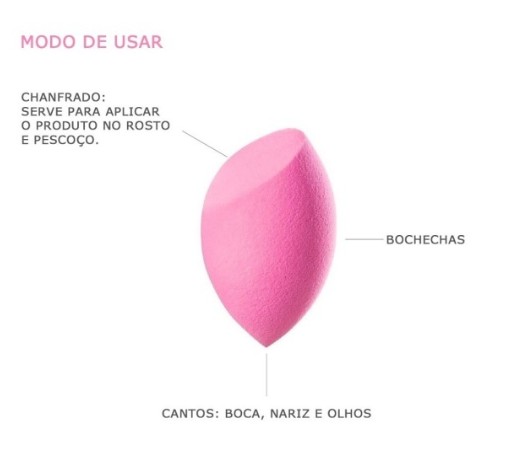 MODO DE USAR
CHANFRADO:
SERVE PARA APLICAR
O PRODUTO NO ROSTO
E PESCOÇO.
BOCHECHAS
CANTOS: BOCA, NARIZ E OLHOS